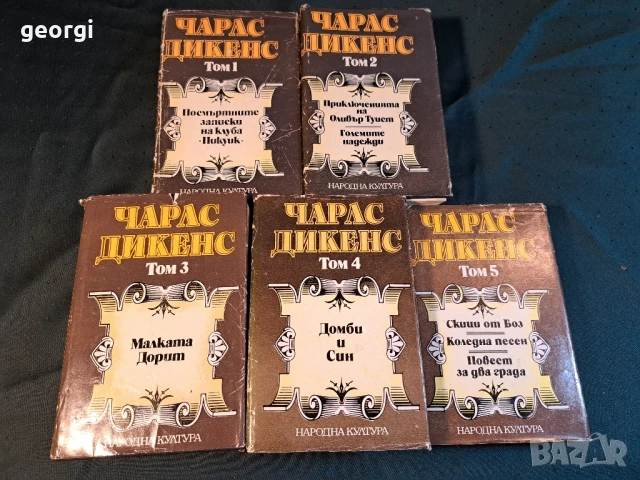 georgi
ЧАРЛС
ДИКЕНС
Том 1
Посмъртните
записки
на клуба
„Пикуик“
НАРОДНА КУЛТУРА
ЧАРЛС
ДИКЕНС
Том 2
Приключенията
на
Оливър Туист
Големите
надежди
НАРОДНА КУЛТУРА
ЧАРЛС
ДИКЕНС
Том 3
Малката
Дорит
НАРОДНА КУЛТУРА
ЧАРЛС
ДИКЕНС
Том 4
Домби
и
Син
НАРОДНА КУЛТУРА
ЧАРЛС
ДИКЕНС
Том 5
Скици от Боз
Коледна песен
Повест
за два града
НАРОДНА КУЛТУРА
BAZAR